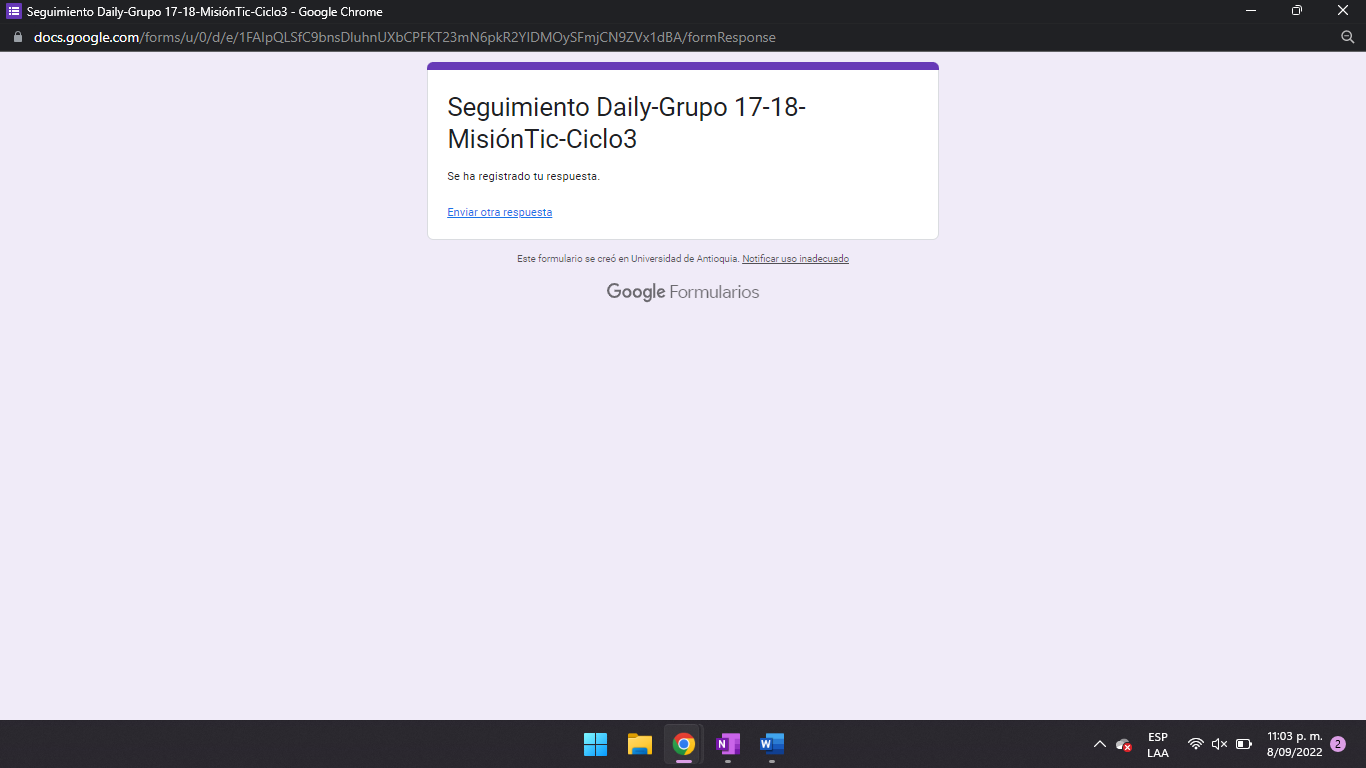 Seguimiento Daily-Grupo 17-18-MisiónTic-Ciclo3 - Google Chrome
docs.google.com/forms/u/0/d/e/1FAIpQLSfC9bnsDluhnUXbCPFKT23mN6pkR2YIDMOySFmjCN9ZVx1dBA/formResponse
Seguimiento Daily-Grupo 17-18-
MisiónTic-Ciclo3
Se ha registrado tu respuesta.
Enviar otra respuesta
Este formulario se creó en Universidad de Antioquia. Notificar uso inadecuado
Google Formularios
ESP
LAA
11:03 p. m.
8/09/2022
2